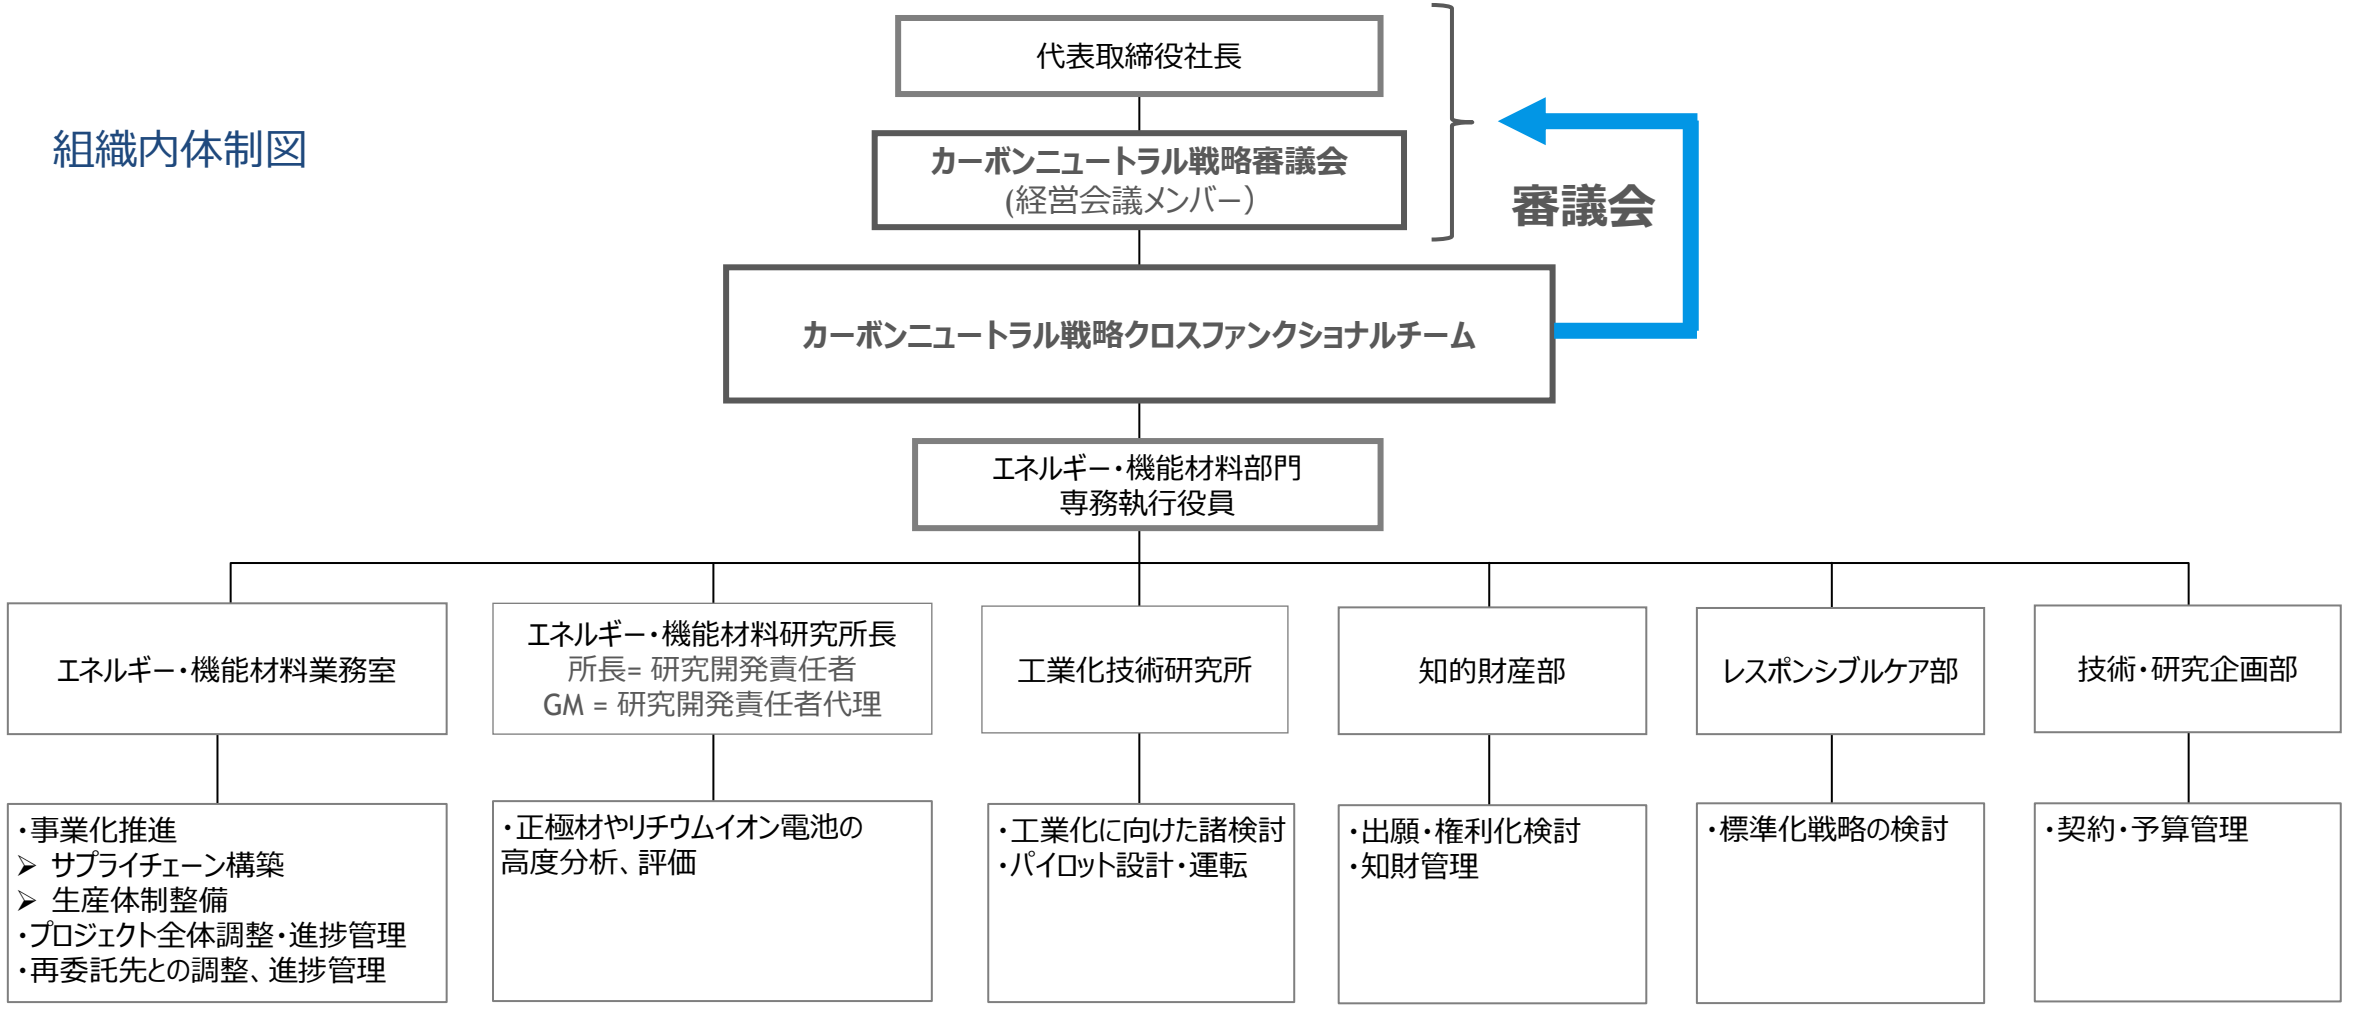 組織内体制図
代表取締役社長
カーボンニュートラル戦略審議会
(経営会議メンバー）
審議会
カーボンニュートラル戦略クロスファンクショナルチーム
エネルギー・機能材料部門
専務執行役員
エネルギー・機能材料業務室
エネルギー・機能材料研究所長
所長= 研究開発責任者
GM = 研究開発責任者代理
工業化技術研究所
知的財産部
レスポンシブルケア部
技術・研究企画部
・事業化推進
➢ サプライチェーン構築
➢ 生産体制整備
・プロジェクト全体調整・進捗管理
・再委託先との調整、進捗管理
・正極材やリチウムイオン電池の
高度分析、評価
・工業化に向けた諸検討
・パイロット設計・運転
・出願・権利化検討
・知財管理
・標準化戦略の検討
・契約・予算管理